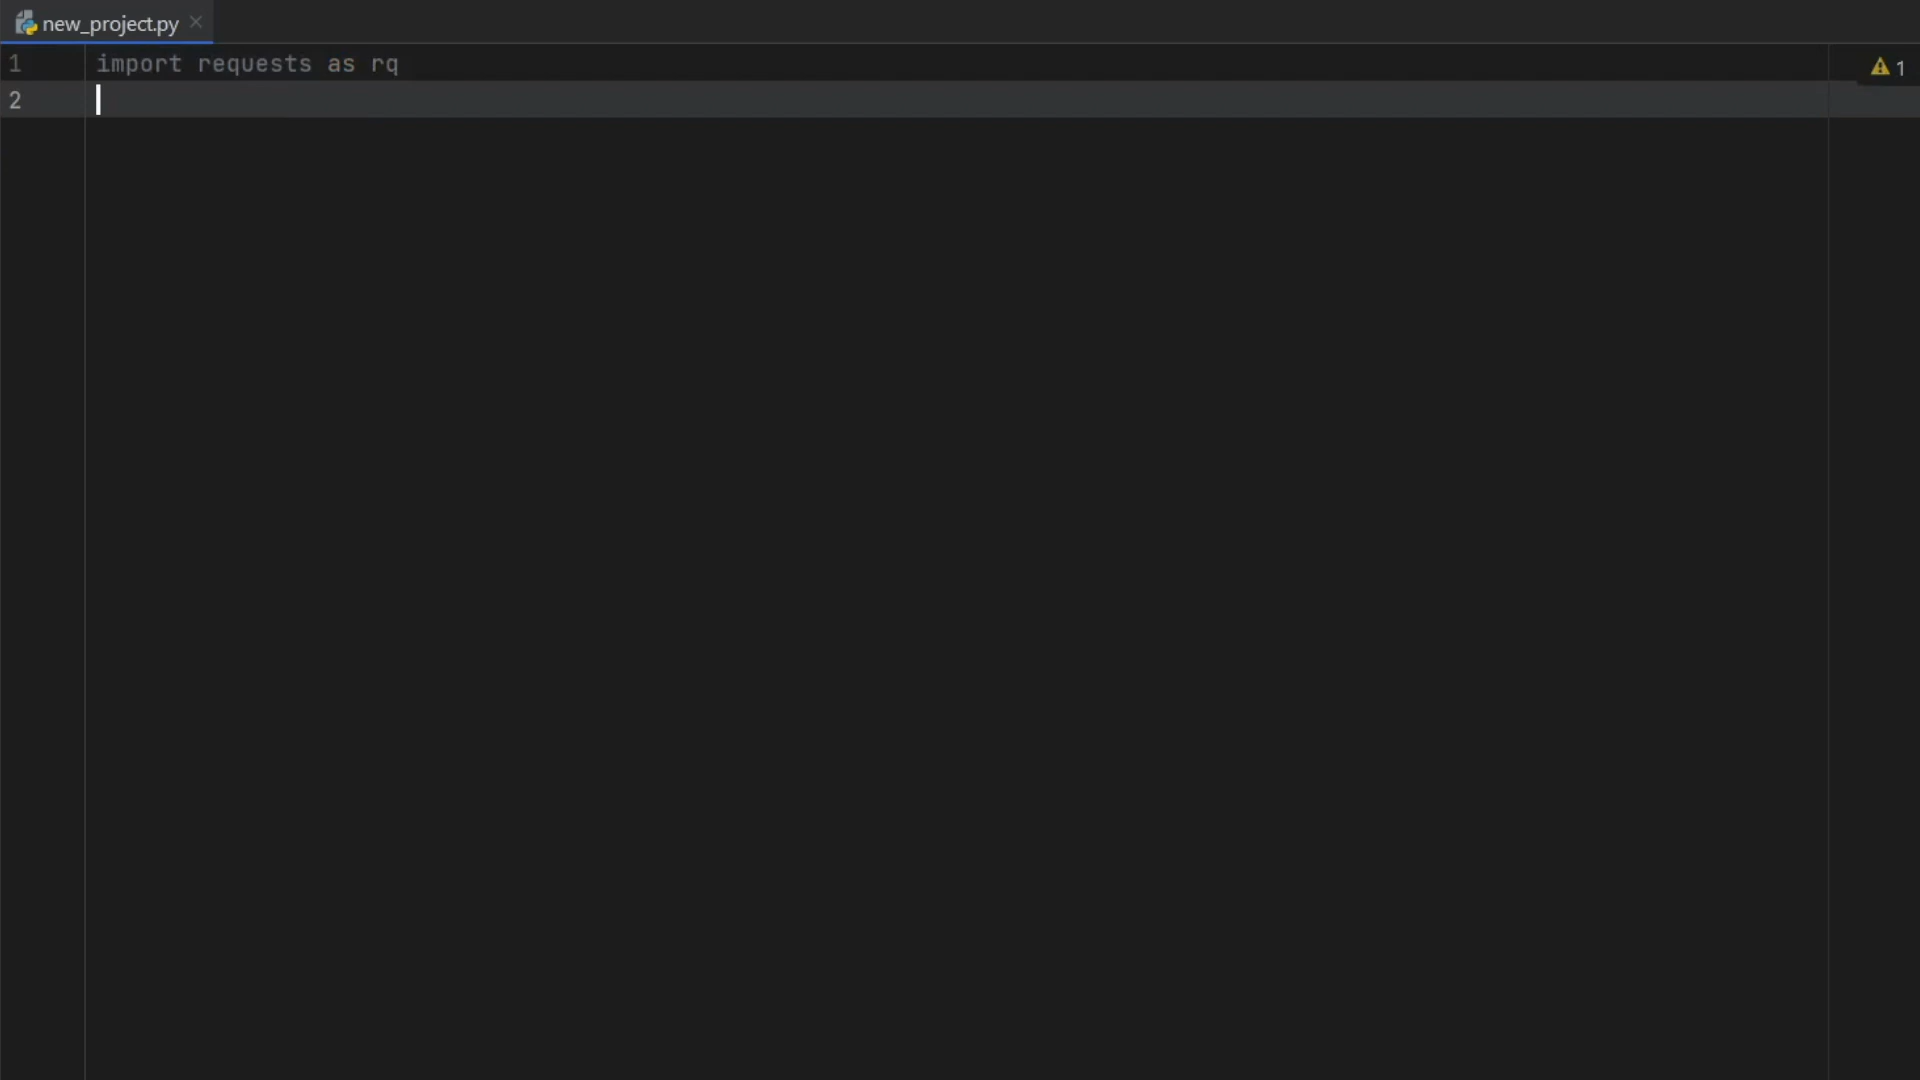 new_project.py
1 import requests as rq
1
2